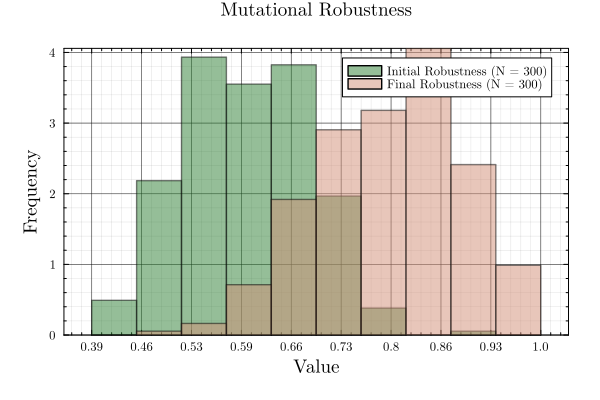 Mutational Robustness
4
3
2
1
0
Frequency
Initial Robustness (N = 300)
Final Robustness (N = 300)
0.39 0.46 0.53 0.59 0.66 0.73 0.8 0.86 0.93 1.0
Value